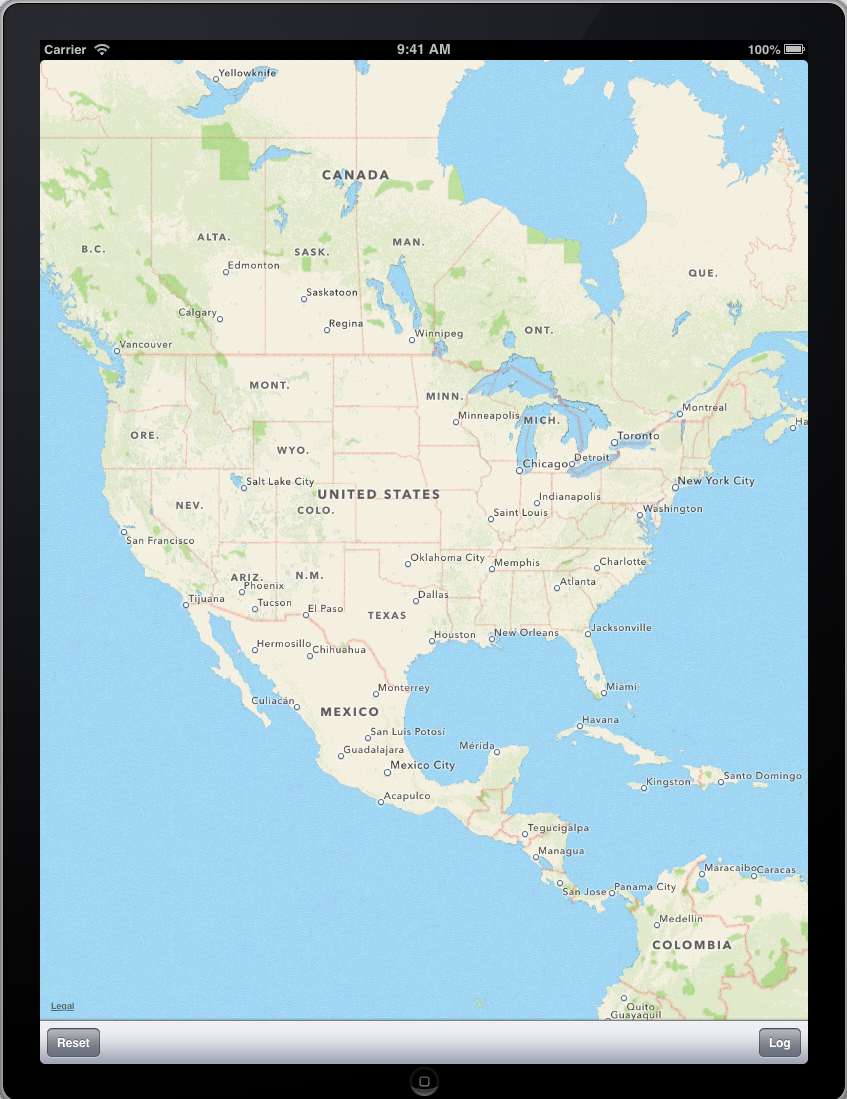 Carrier
9:41 AM
100%
Yellowknife
CANADA
ALTA.
MAN.
B.C.
SASK.
Edmonton
QUE.
Saskatoon
Calgary
Regina
Winnipeg
ONT.
Vancouver
MONT.
MINN.
Minneapolis
Montréal
MICH.
Ha
ORE.
Toronto
WYO.
Detroit
Chicago
Salt Lake City
New York City
UNITED STATES
Indianapolis
NEV.
COLO.
Saint Louis
Washington
San Francisco
Oklahoma City
Memphis
Charlotte
ARIZ.
N.M.
Phoenix
Atlanta
Tijuana
Tucson
El Paso
Dallas
TEXAS
Jacksonville
Houston
New Orleans
Hermosillo
Chihuahua
Monterrey
Miami
Culiacán
MEXICO
Havana
San Luis Potosí
Guadalajara
Mérida
Mexico City
Santo Domingo
Kingston
Acapulco
Tegucigalpa
Managua
Maracaibo
Caracas
San Jose
Panama City
Medellin
COLOMBIA
Quito
Guayaquil
Legal
Reset
Log